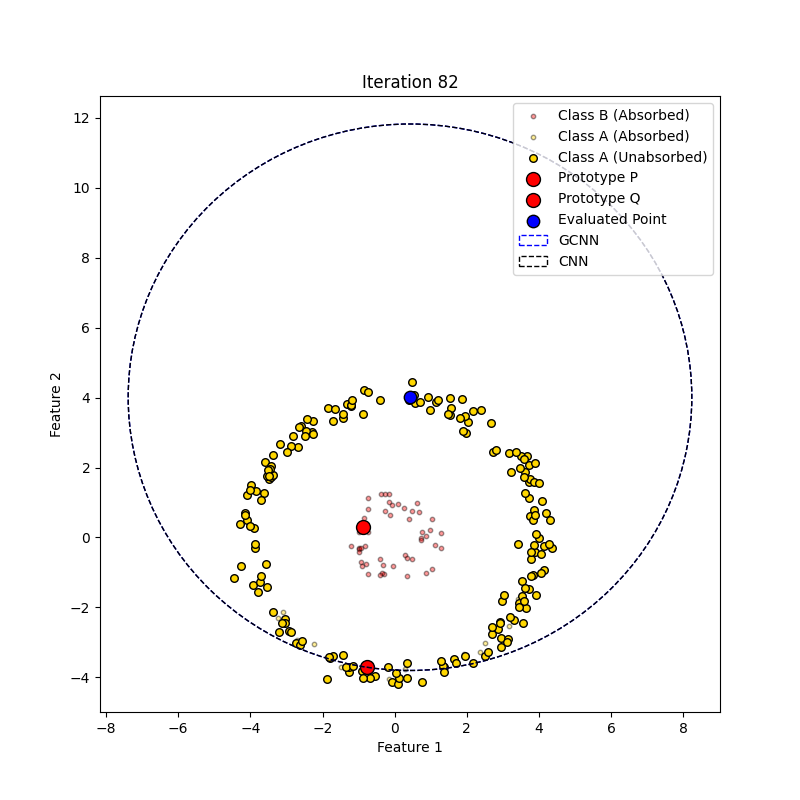 Iteration 82
12
10
8
6
4
2
0
−2
−4
Feature 2
Class B (Absorbed)
Class A (Absorbed)
Class A (Unabsorbed)
Prototype P
Prototype Q
Evaluated Point
GCNN
CNN
−8 −6 −4 −2 0 2 4 6 8
Feature 1